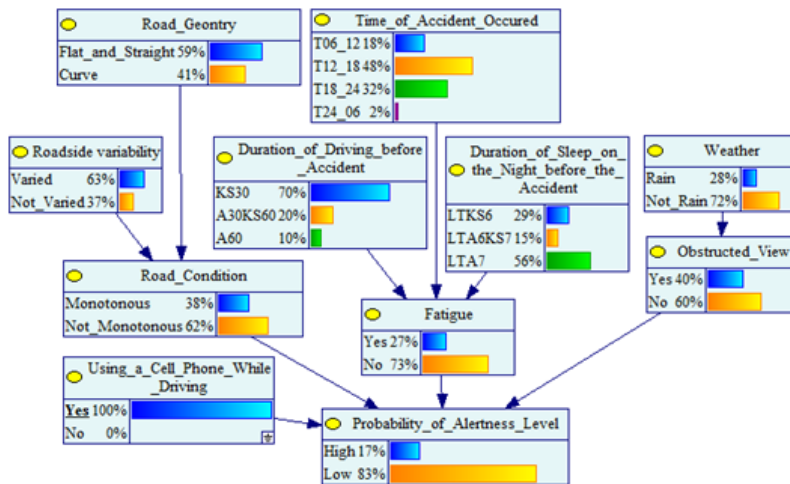 Road_Geontry
Flat_and_Straight 59%
Curve 41%
Time_of_Accident_Occured
T06_12 18%
T12_18 48%
T18_24 32%
T24_06 2%
Roadside variability
Varied 63%
Not_Varied 37%
Duration_of_Driving_before
_Accident
KS30 70%
A30KS60 20%
A60 10%
Duration_of_Sleep_on_
the_Night_before_the_
Accident
LTKS6 29%
LTA6KS7 15%
LTA7 56%
Weather
Rain 28%
Not_Rain 72%
Road_Condition
Monotonous 38%
Not_Monotonous 62%
Fatigue
Yes 27%
No 73%
Obstructed_View
Yes 40%
No 60%
Using_a_Cell_Phone_While
_Driving
Yes 100%
No 0%
Probability_of_Alertness_Level
High 17%
Low 83%